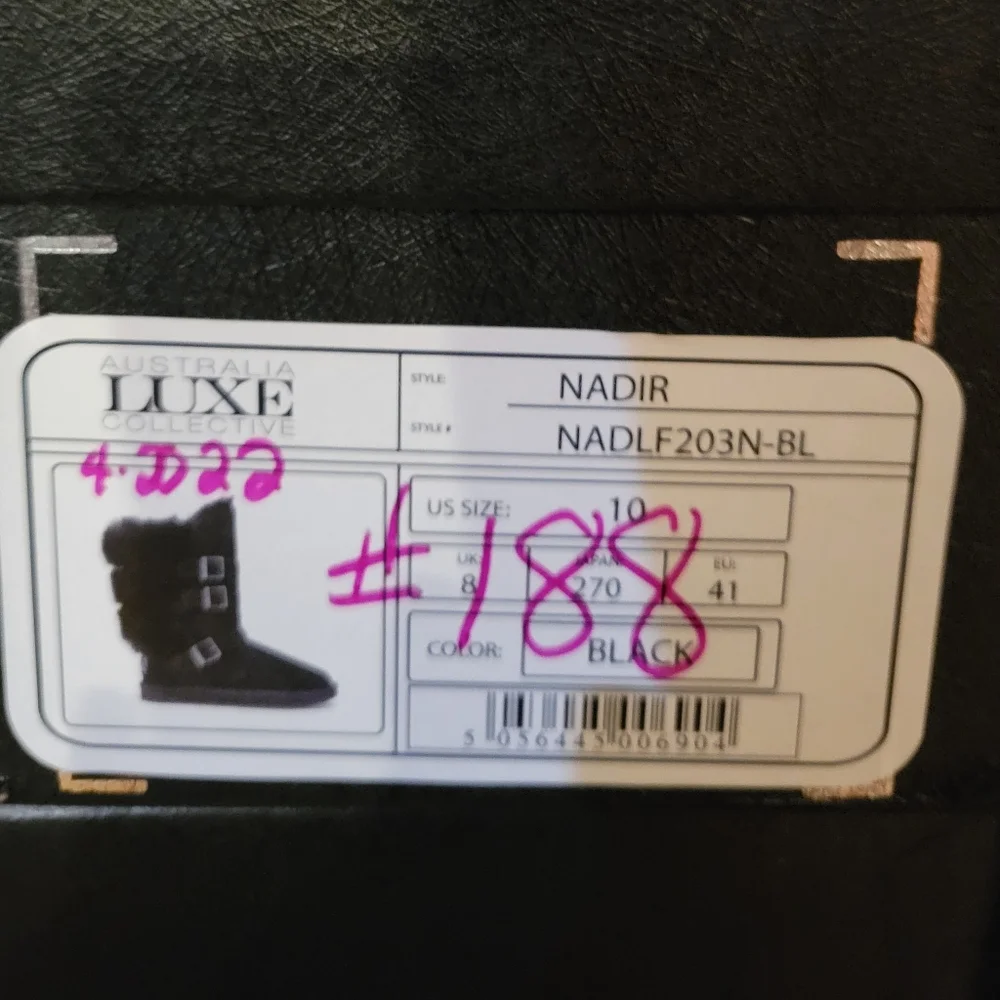 AUSTRALIA
LUXE
COLLECTIVE
STYLE: NADIR
STYLE # NADLF203N-BL
4.2022
#188
US SIZE: 10
UK: 8
JAPAN: 270
EU: 41
COLOR: BLACK
5 056445 006904